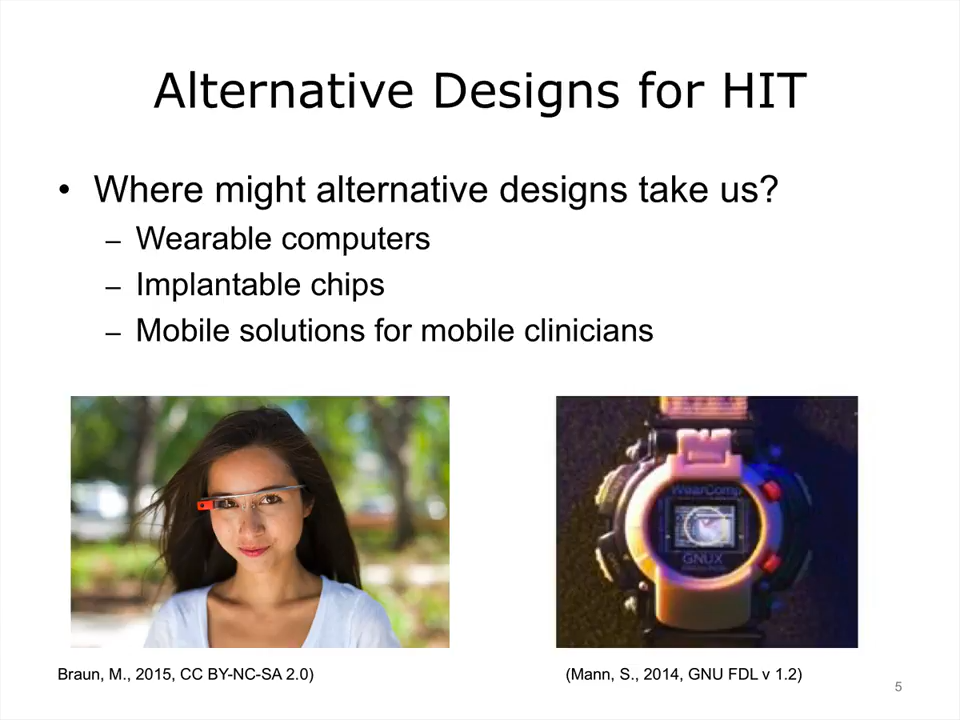 Alternative Designs for HIT
• Where might alternative designs take us?
– Wearable computers
– Implantable chips
– Mobile solutions for mobile clinicians
WearComp
GNUX
Braun, M., 2015, CC BY-NC-SA 2.0)
(Mann, S., 2014, GNU FDL v 1.2)
5